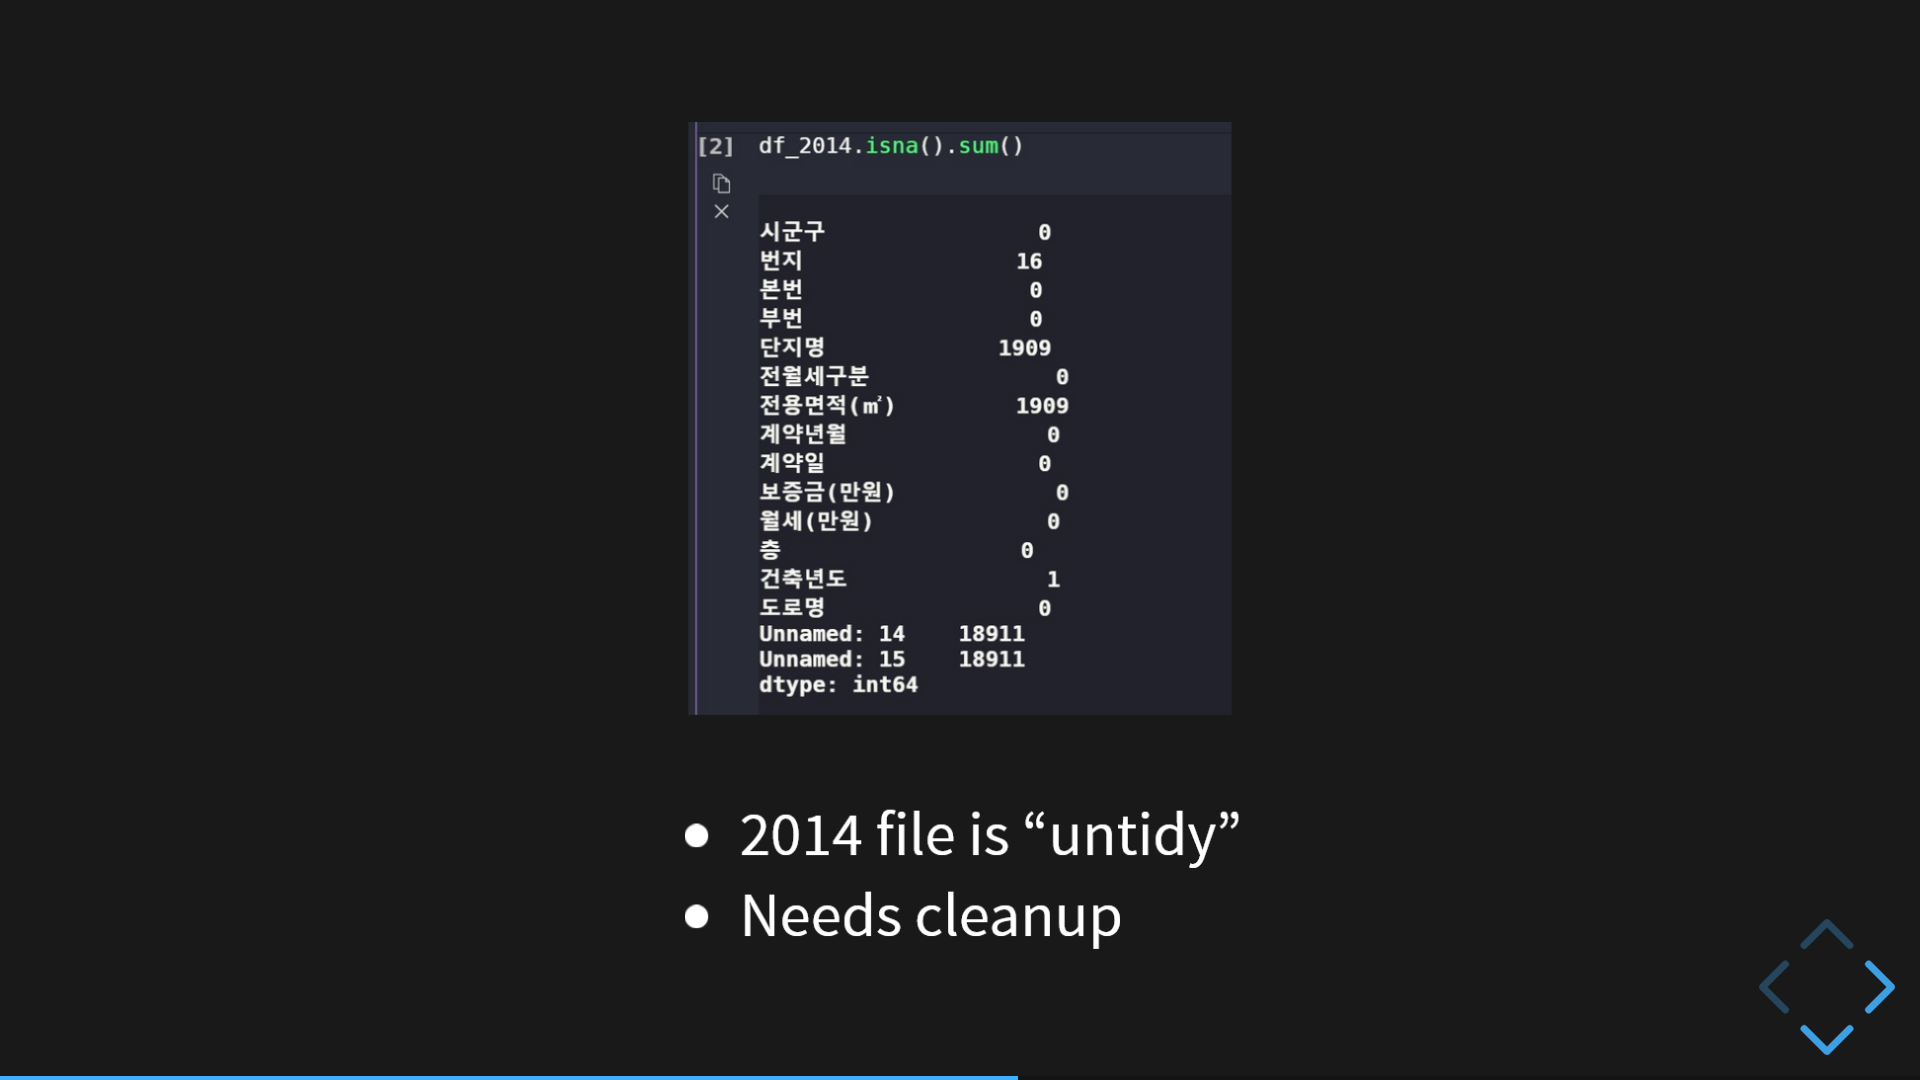 [2] df_2014.isna().sum()
시군구 0
번지 16
본번 0
부번 0
단지명 1909
전월세구분 0
전용면적(㎡) 1909
계약년월 0
계약일 0
보증금(만원) 0
월세(만원) 0
층 0
건축년도 1
도로명 0
Unnamed: 14 18911
Unnamed: 15 18911
dtype: int64
• 2014 file is “untidy”
• Needs cleanup